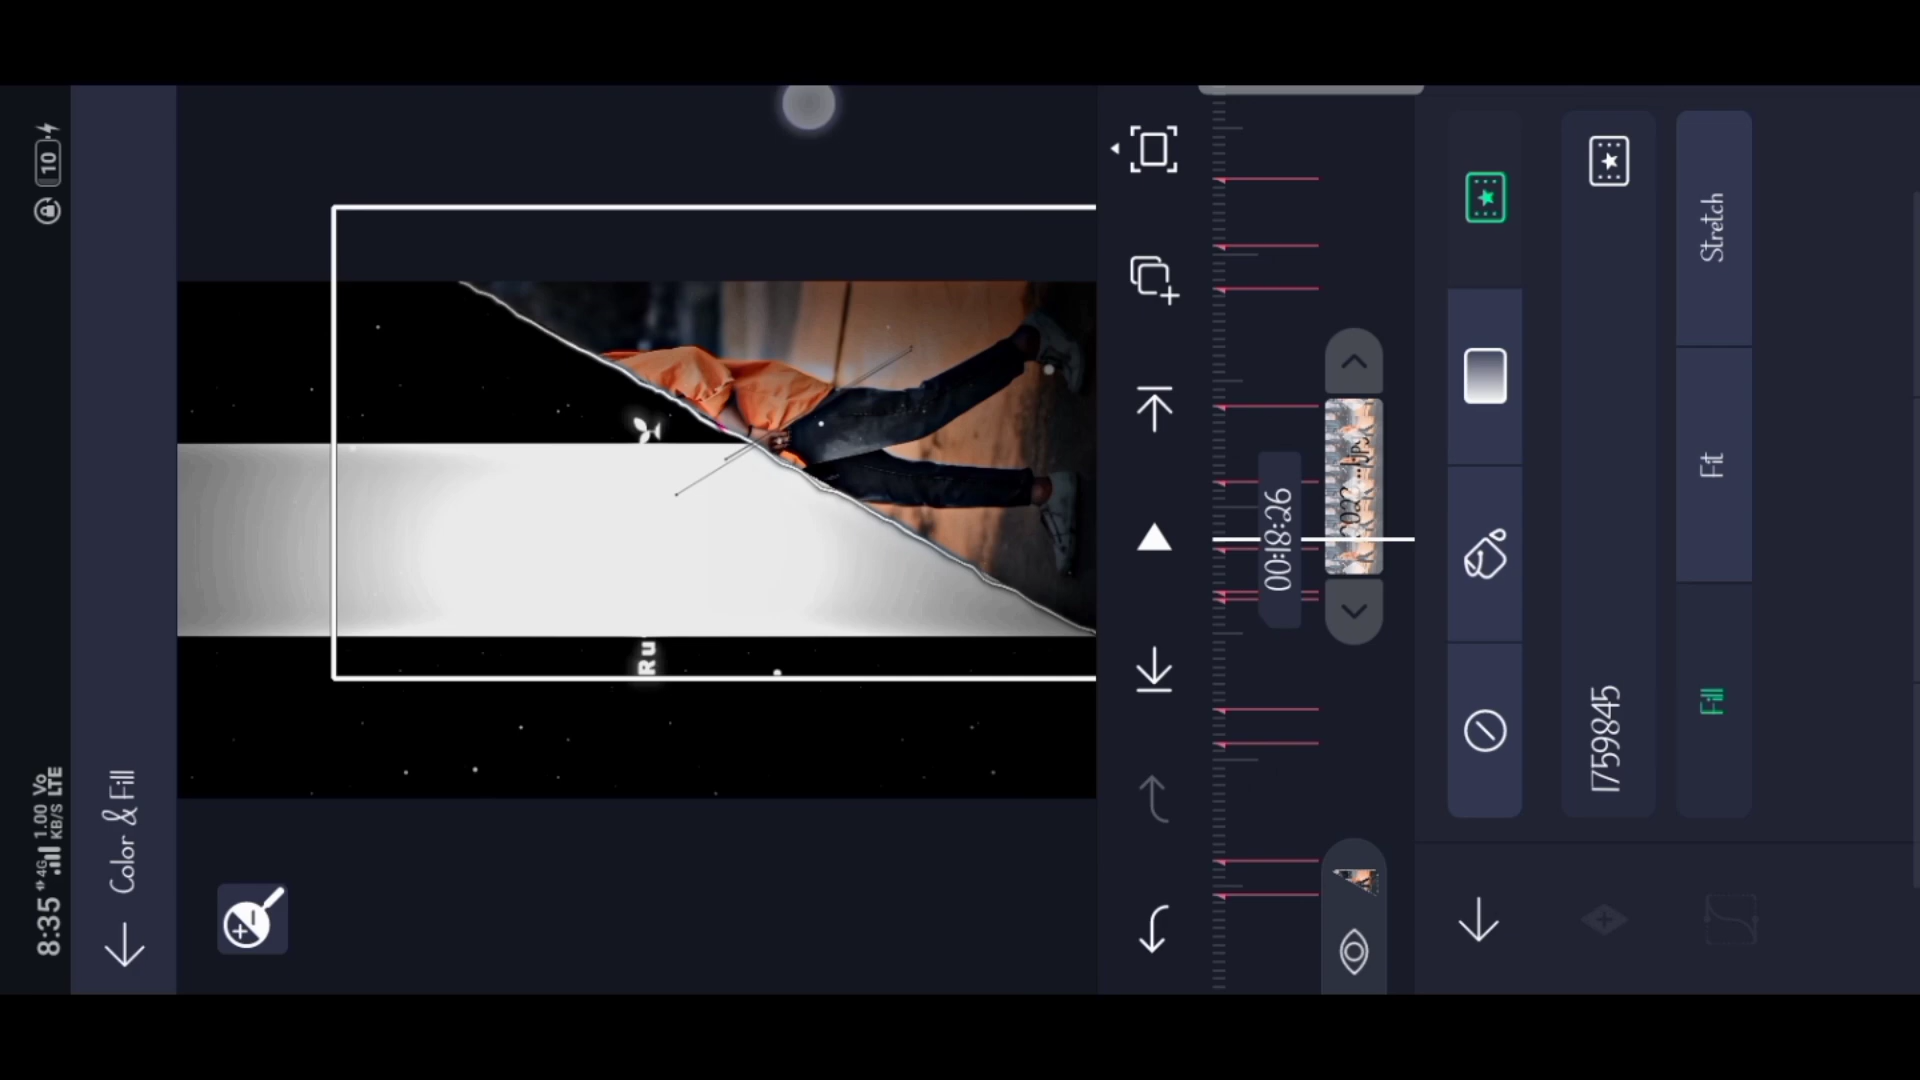 8:35
4G
1.00 KB/S
Vo LTE
10
Color & Fill
Ru
00:18:26
1759845
Fill
Fit
Stretch